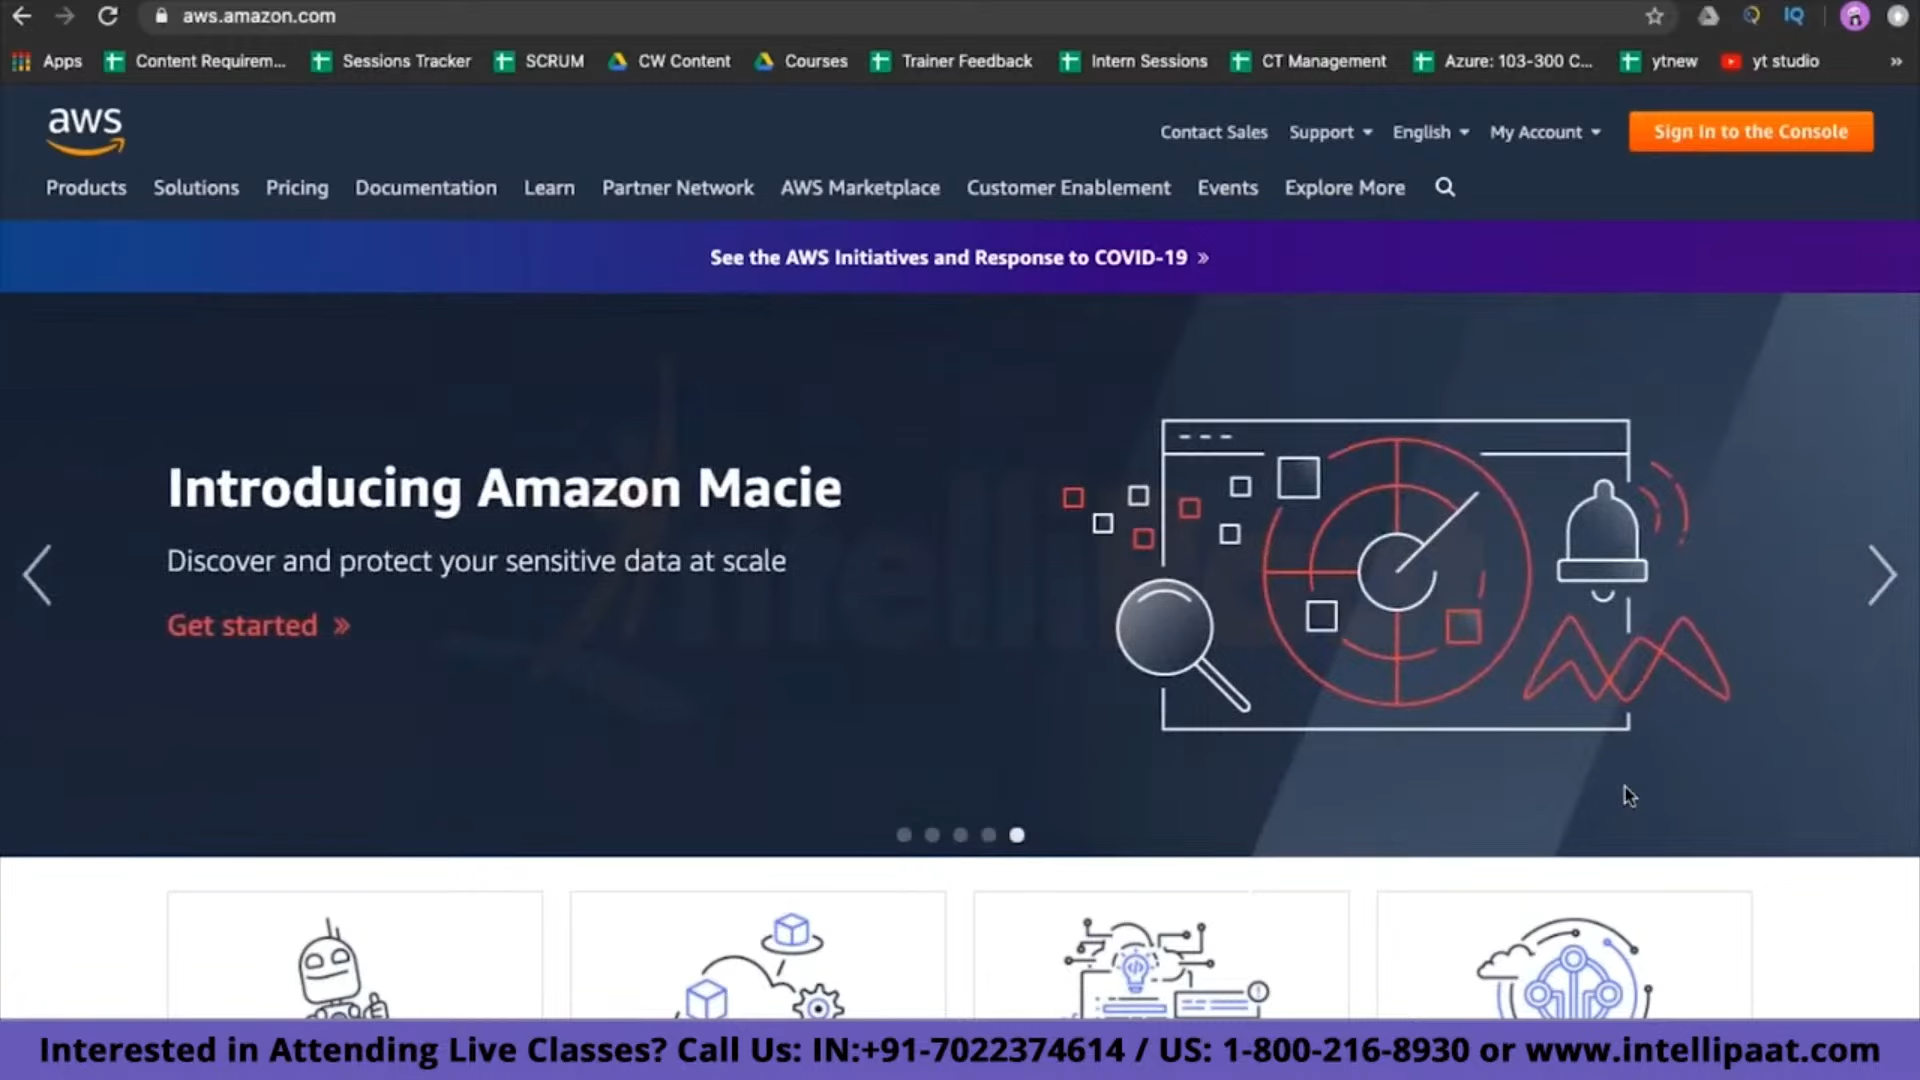 aws.amazon.com
Apps Content Requirem... Sessions Tracker SCRUM CW Content Courses Trainer Feedback Intern Sessions CT Management Azure: 103-300 C... ytnew yt studio »
aws
Contact Sales Support English My Account Sign In to the Console
Products Solutions Pricing Documentation Learn Partner Network AWS Marketplace Customer Enablement Events Explore More
See the AWS Initiatives and Response to COVID-19 »
Introducing Amazon Macie
Discover and protect your sensitive data at scale
Get started »
Interested in Attending Live Classes? Call Us: IN:+91-7022374614 / US: 1-800-216-8930 or www.intellipaat.com